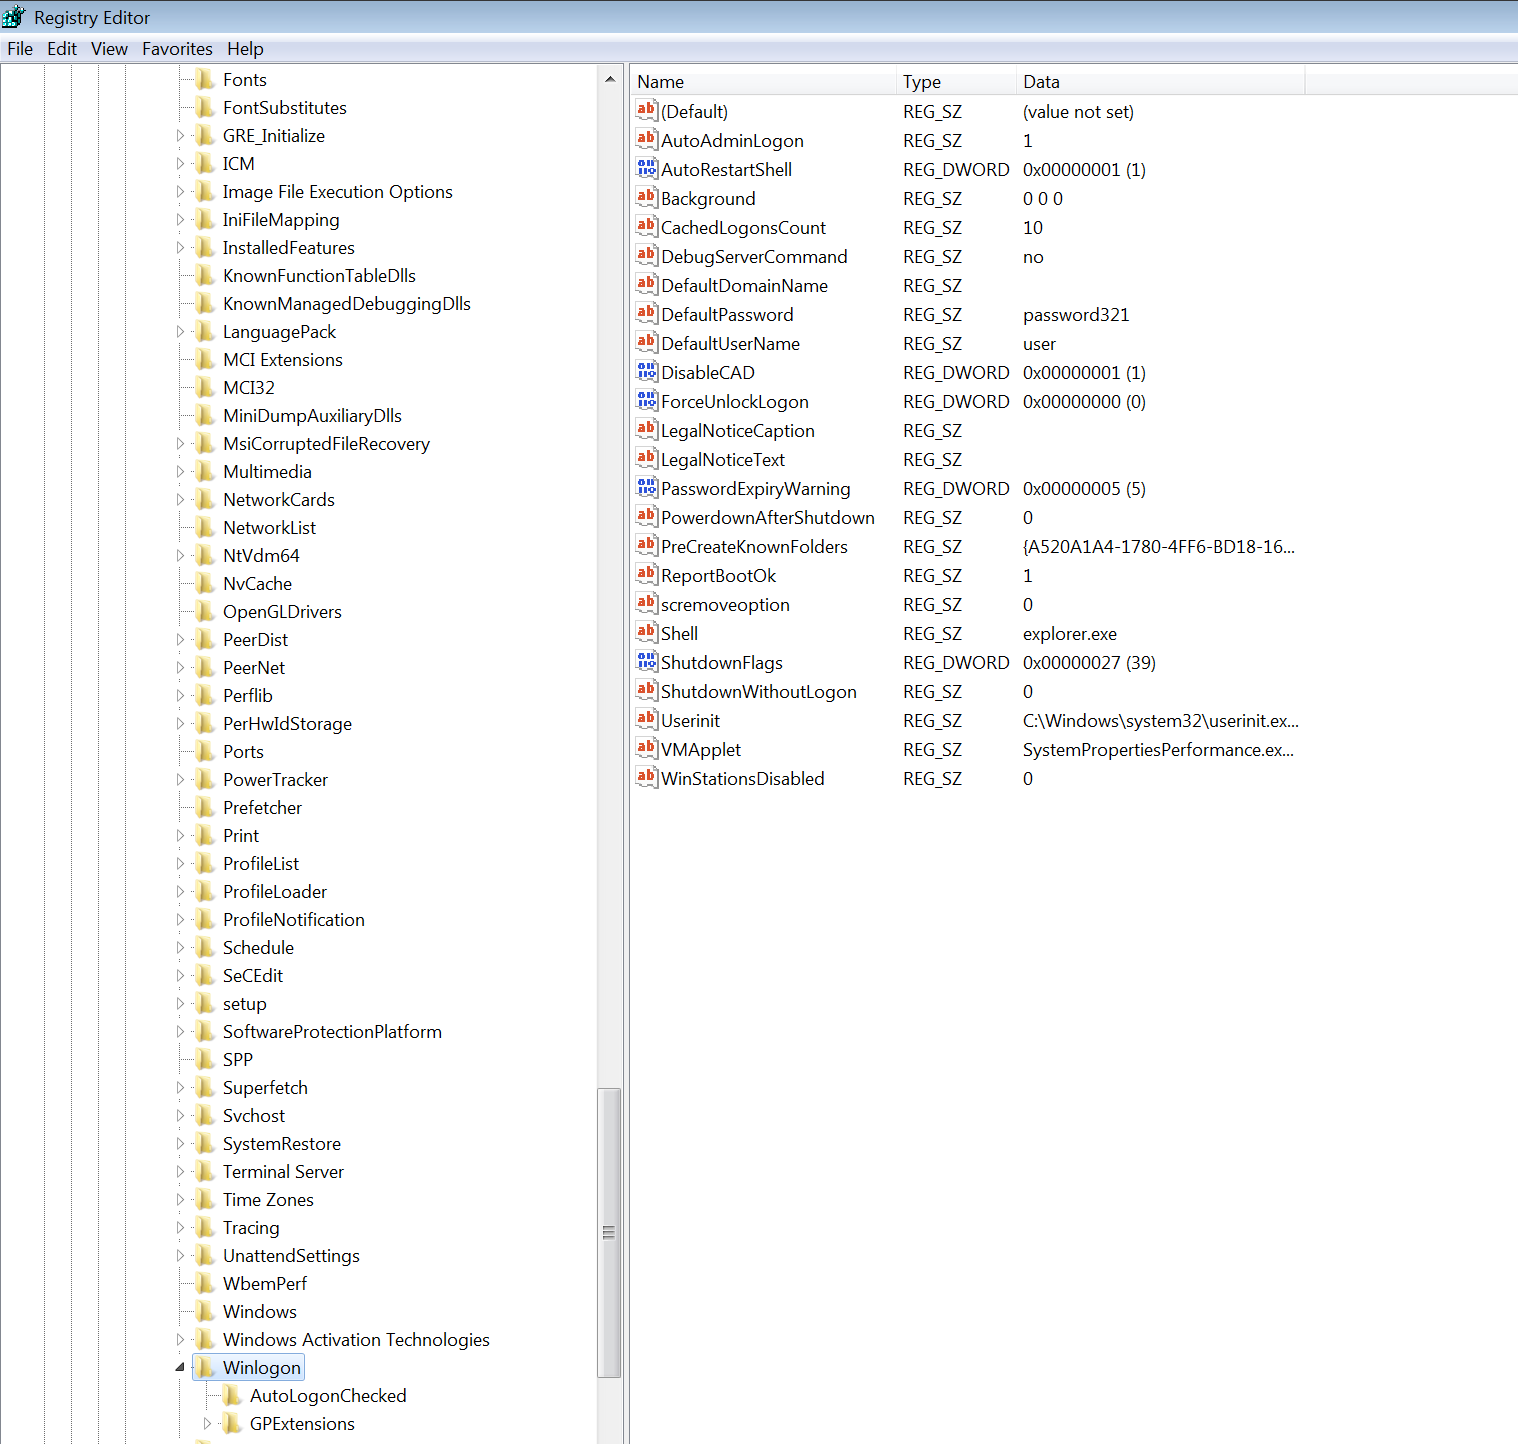 Registry Editor
File Edit View Favorites Help
Fonts
FontSubstitutes
GRE_Initialize
ICM
Image File Execution Options
IniFileMapping
InstalledFeatures
KnownFunctionTableDlls
KnownManagedDebuggingDlls
LanguagePack
MCI Extensions
MCI32
MiniDumpAuxiliaryDlls
MsiCorruptedFileRecovery
Multimedia
NetworkCards
NetworkList
NtVdm64
NvCache
OpenGLDrivers
PeerDist
PeerNet
Perflib
PerHwIdStorage
Ports
PowerTracker
Prefetcher
Print
ProfileList
ProfileLoader
ProfileNotification
Schedule
SeCEdit
setup
SoftwareProtectionPlatform
SPP
Superfetch
Svchost
SystemRestore
Terminal Server
Time Zones
Tracing
UnattendSettings
WbemPerf
Windows
Windows Activation Technologies
Winlogon
AutoLogonChecked
GPExtensions
Name Type Data
(Default) REG_SZ (value not set)
AutoAdminLogon REG_SZ 1
AutoRestartShell REG_DWORD 0x00000001 (1)
Background REG_SZ 0 0 0
CachedLogonsCount REG_SZ 10
DebugServerCommand REG_SZ no
DefaultDomainName REG_SZ
DefaultPassword REG_SZ password321
DefaultUserName REG_SZ user
DisableCAD REG_DWORD 0x00000001 (1)
ForceUnlockLogon REG_DWORD 0x00000000 (0)
LegalNoticeCaption REG_SZ
LegalNoticeText REG_SZ
PasswordExpiryWarning REG_DWORD 0x00000005 (5)
PowerdownAfterShutdown REG_SZ 0
PreCreateKnownFolders REG_SZ {A520A1A4-1780-4FF6-BD18-16...
ReportBootOk REG_SZ 1
scremoveoption REG_SZ 0
Shell REG_SZ explorer.exe
ShutdownFlags REG_DWORD 0x00000027 (39)
ShutdownWithoutLogon REG_SZ 0
Userinit REG_SZ C:\Windows\system32\userinit.ex...
VMApplet REG_SZ SystemPropertiesPerformance.ex...
WinStationsDisabled REG_SZ 0